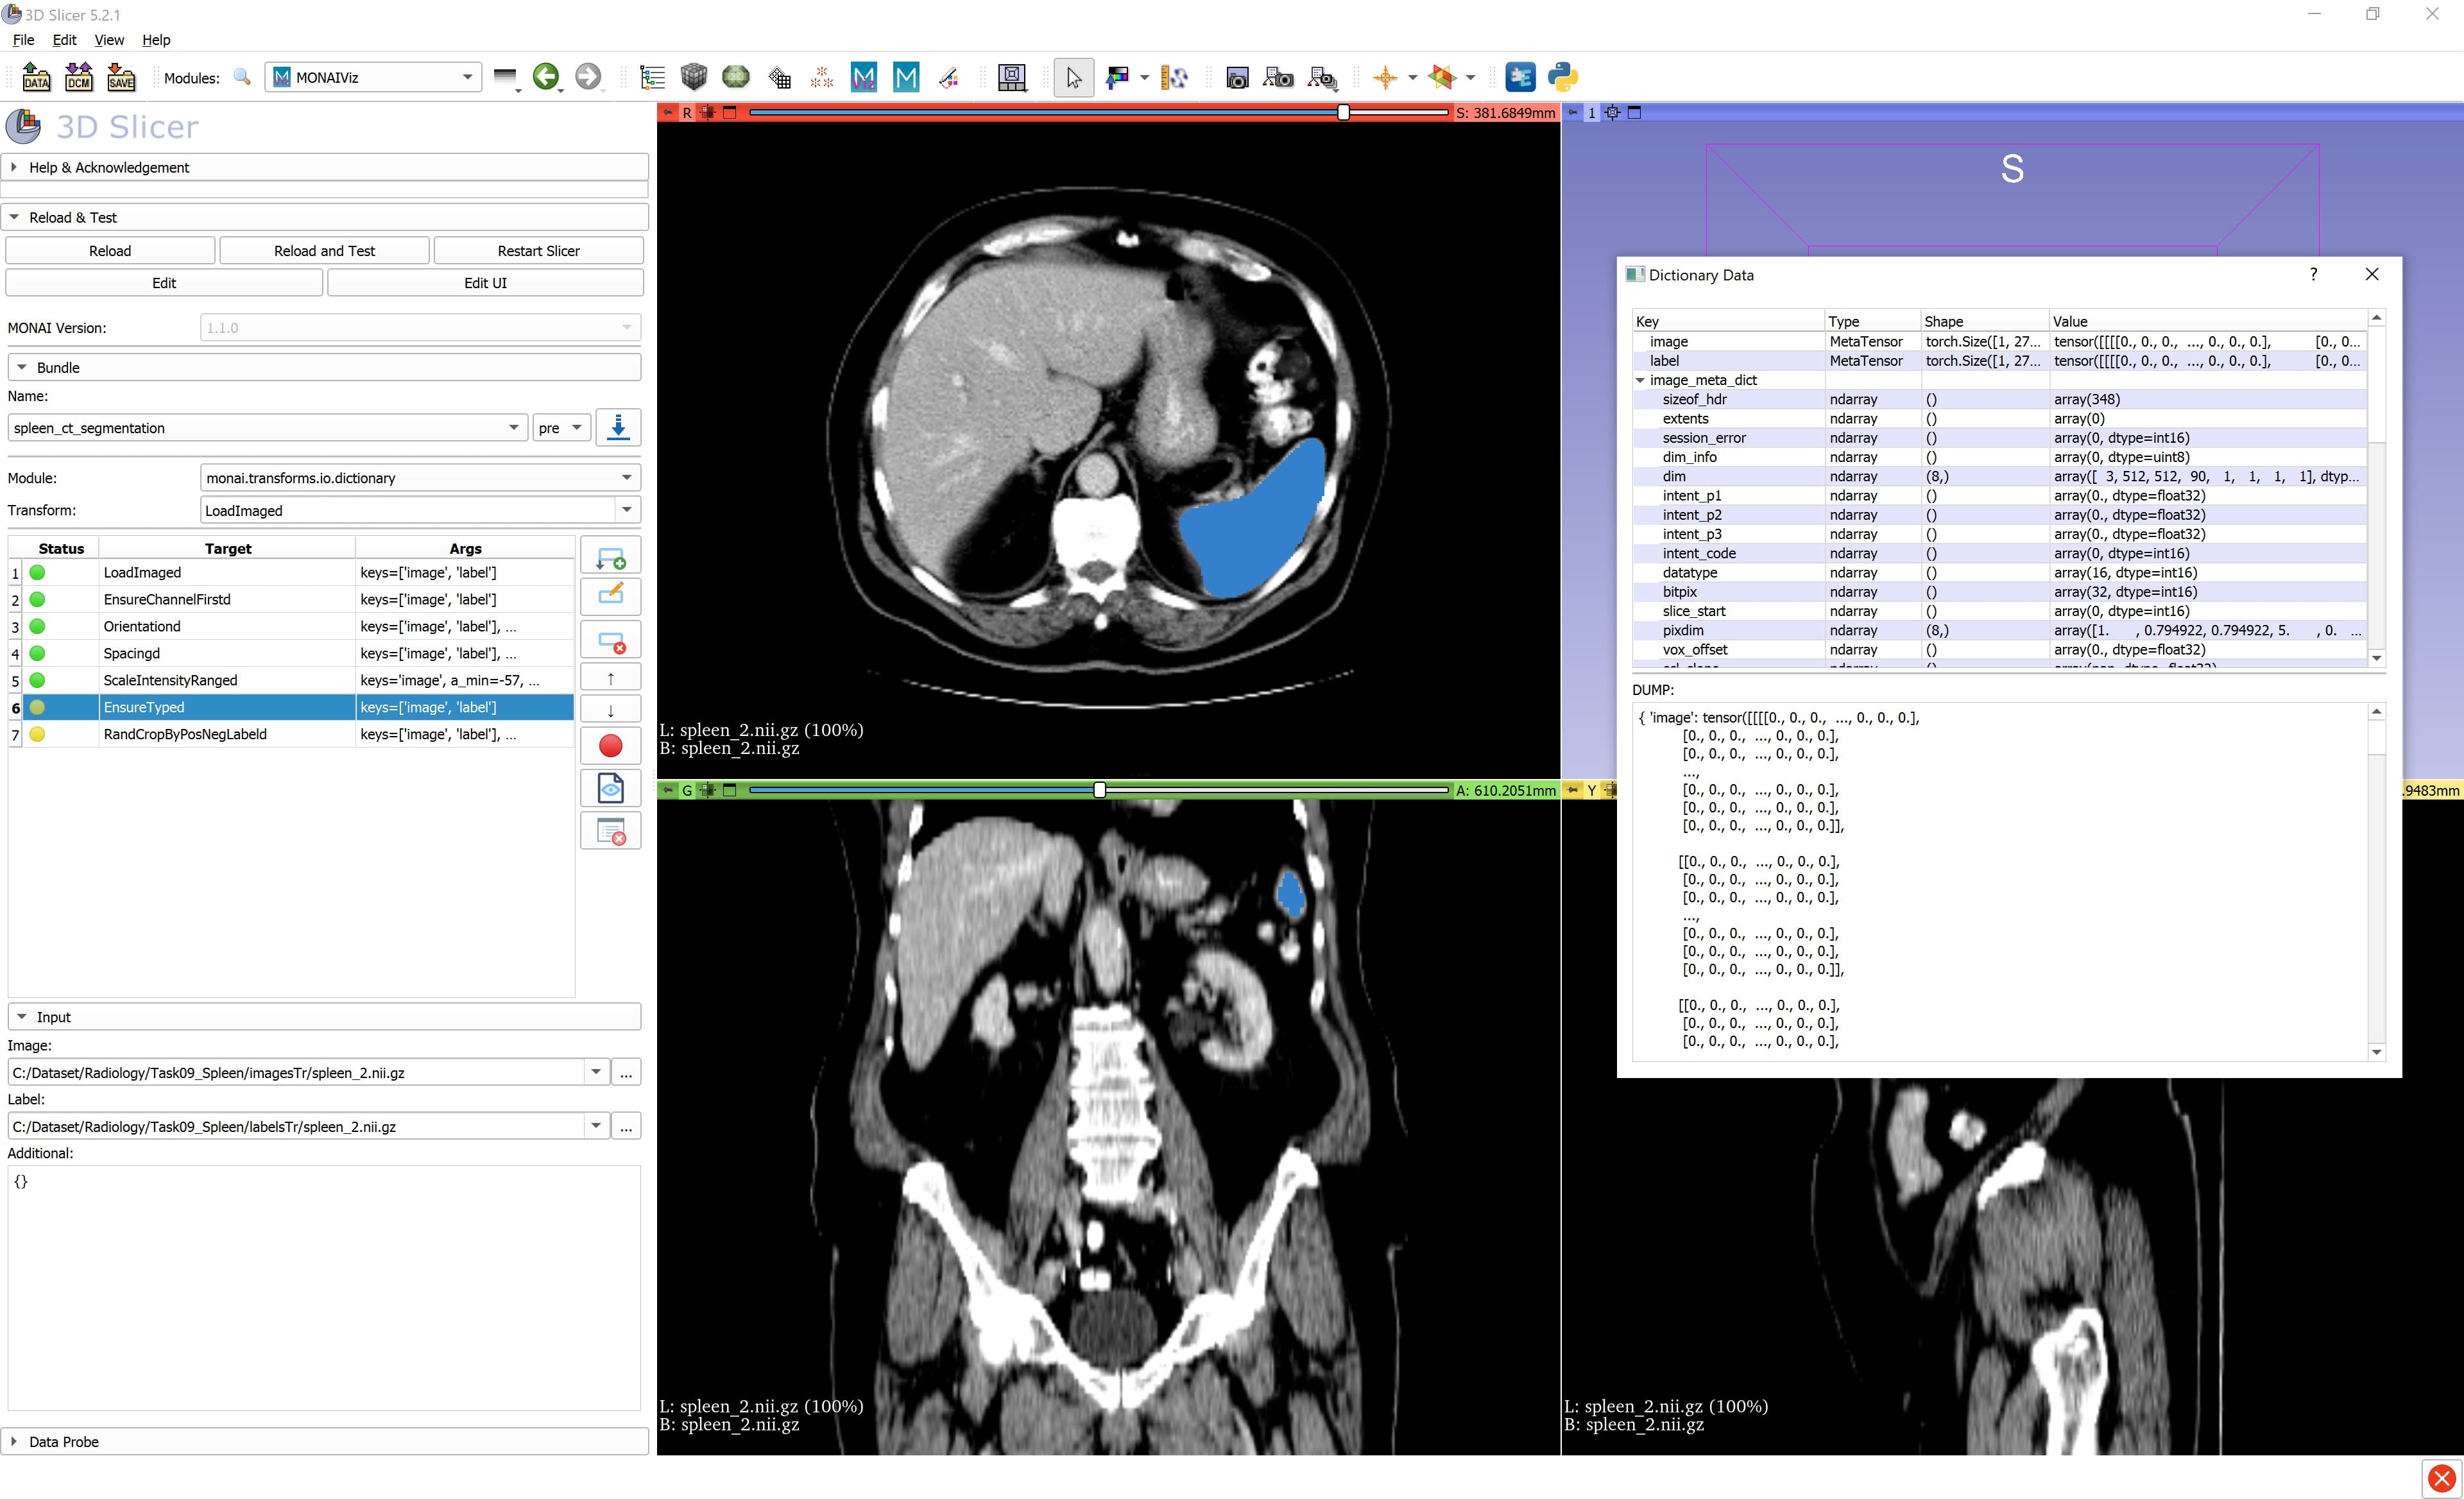 3D Slicer 5.2.1
File Edit View Help
DATA DCM SAVE Modules: MONAIViz
3D Slicer
Help & Acknowledgement
Reload & Test
Reload Reload and Test Restart Slicer
Edit Edit UI
MONAI Version: 1.1.0
Bundle
Name:
spleen_ct_segmentation pre
Module: monai.transforms.io.dictionary
Transform: LoadImaged
Status Target Args
1 LoadImaged keys=['image', 'label']
2 EnsureChannelFirstd keys=['image', 'label']
3 Orientationd keys=['image', 'label'], ...
4 Spacingd keys=['image', 'label'], ...
5 ScaleIntensityRanged keys='image', a_min=-57, ...
6 EnsureTyped keys=['image', 'label']
7 RandCropByPosNegLabeld keys=['image', 'label'], ...
Input
Image:
C:/Dataset/Radiology/Task09_Spleen/imagesTr/spleen_2.nii.gz ...
Label:
C:/Dataset/Radiology/Task09_Spleen/labelsTr/spleen_2.nii.gz ...
Additional:
{}
Data Probe
R S: 381.6849mm
L: spleen_2.nii.gz (100%)
B: spleen_2.nii.gz
1
S
G A: 610.2051mm
L: spleen_2.nii.gz (100%)
B: spleen_2.nii.gz
Y .9483mm
L: spleen_2.nii.gz (100%)
B: spleen_2.nii.gz
Dictionary Data ?
Key Type Shape Value
image MetaTensor torch.Size([1, 27... tensor([[[[0., 0., 0., ..., 0., 0., 0.], [0., 0...
label MetaTensor torch.Size([1, 27... tensor([[[[0., 0., 0., ..., 0., 0., 0.], [0., 0...
image_meta_dict
sizeof_hdr ndarray () array(348)
extents ndarray () array(0)
session_error ndarray () array(0, dtype=int16)
dim_info ndarray () array(0, dtype=uint8)
dim ndarray (8,) array([ 3, 512, 512, 90, 1, 1, 1, 1], dtyp...
intent_p1 ndarray () array(0., dtype=float32)
intent_p2 ndarray () array(0., dtype=float32)
intent_p3 ndarray () array(0., dtype=float32)
intent_code ndarray () array(0, dtype=int16)
datatype ndarray () array(16, dtype=int16)
bitpix ndarray () array(32, dtype=int16)
slice_start ndarray () array(0, dtype=int16)
pixdim ndarray (8,) array([1. , 0.794922, 0.794922, 5. , 0. ...
vox_offset ndarray () array(0., dtype=float32)
DUMP:
{ 'image': tensor([[[[0., 0., 0., ..., 0., 0., 0.],
[0., 0., 0., ..., 0., 0., 0.],
[0., 0., 0., ..., 0., 0., 0.],
...,
[0., 0., 0., ..., 0., 0., 0.],
[0., 0., 0., ..., 0., 0., 0.],
[0., 0., 0., ..., 0., 0., 0.]],
[[0., 0., 0., ..., 0., 0., 0.],
[0., 0., 0., ..., 0., 0., 0.],
[0., 0., 0., ..., 0., 0., 0.],
...,
[0., 0., 0., ..., 0., 0., 0.],
[0., 0., 0., ..., 0., 0., 0.],
[0., 0., 0., ..., 0., 0., 0.]],
[[0., 0., 0., ..., 0., 0., 0.],
[0., 0., 0., ..., 0., 0., 0.],
[0., 0., 0., ..., 0., 0., 0.],